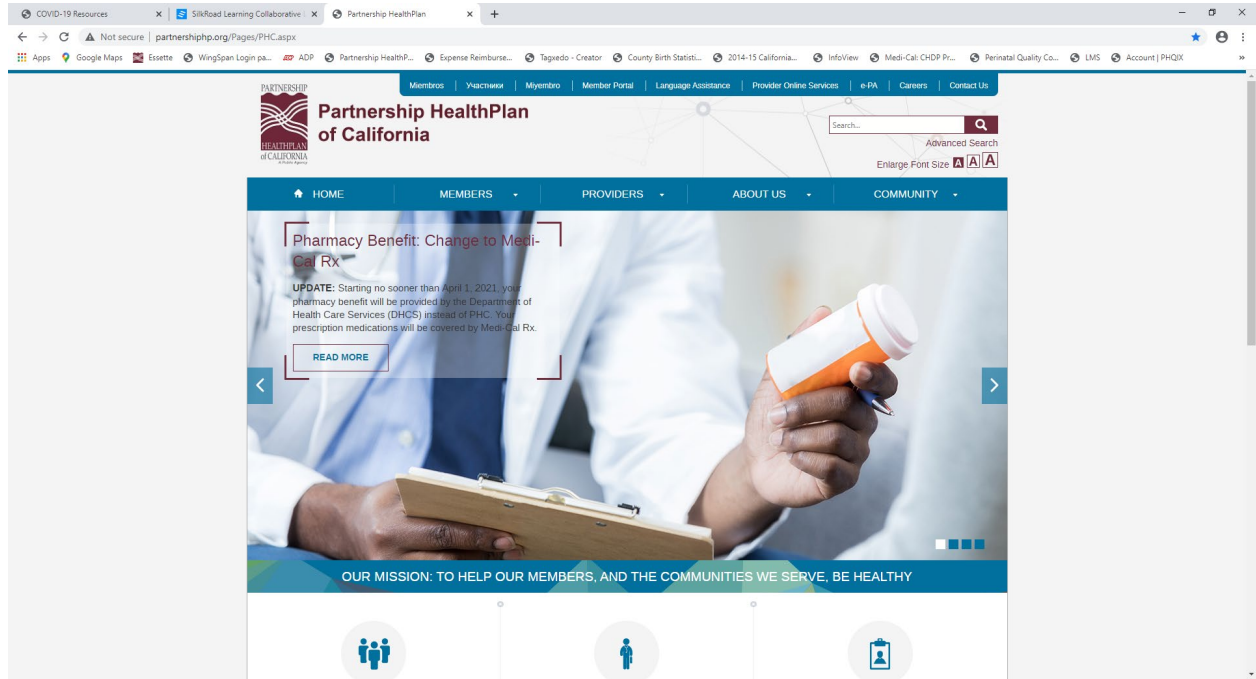 COVID-19 Resources
SilkRoad Learning Collaborative
Partnership HealthPlan
Not secure | partnershiphp.org/Pages/PHC.aspx
Apps Google Maps Essette WingSpan Login pa... ADP Partnership HealthP... Expense Reimburse... Tagxedo - Creator County Birth Statisti... 2014-15 California... InfoView Medi-Cal: CHDP Pr... Perinatal Quality Co... LMS Account | PHQIX »
Miembros | Участники | Miyembro | Member Portal | Language Assistance | Provider Online Services | e-PA | Careers | Contact Us
PARTNERSHIP
HEALTHPLAN
of CALIFORNIA
A Public Agency
Partnership HealthPlan
of California
Search...
Advanced Search
Enlarge Font Size A A A
HOME MEMBERS PROVIDERS ABOUT US COMMUNITY
Pharmacy Benefit: Change to Medi-
Cal Rx
UPDATE: Starting no sooner than April 1, 2021, your
pharmacy benefit will be provided by the Department of
Health Care Services (DHCS) instead of PHC. Your
prescription medications will be covered by Medi-Cal Rx.
READ MORE
OUR MISSION: TO HELP OUR MEMBERS, AND THE COMMUNITIES WE SERVE, BE HEALTHY